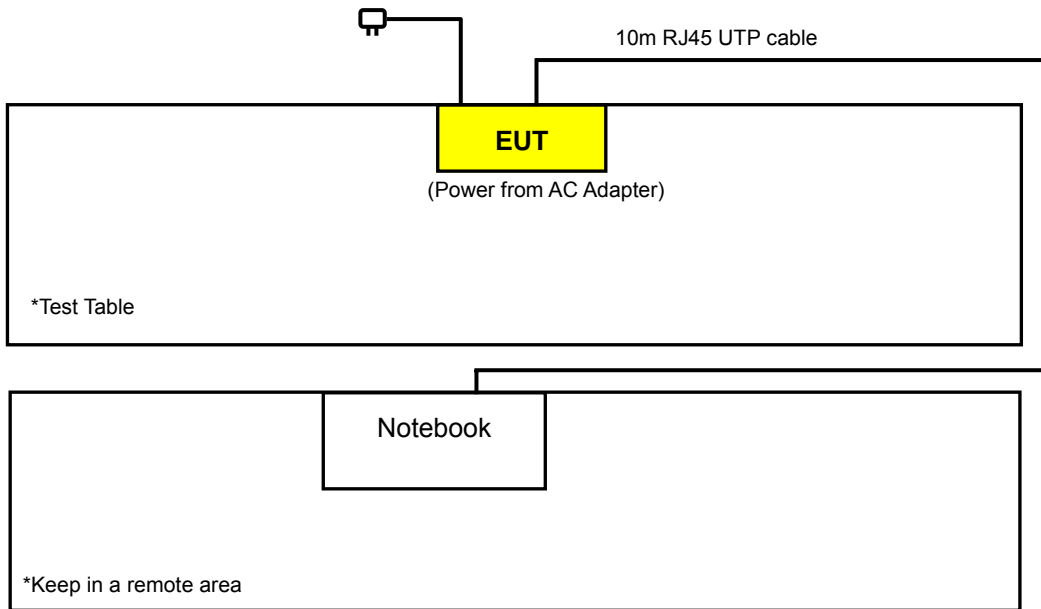 10m RJ45 UTP cable
EUT
(Power from AC Adapter)
*Test Table
Notebook
*Keep in a remote area